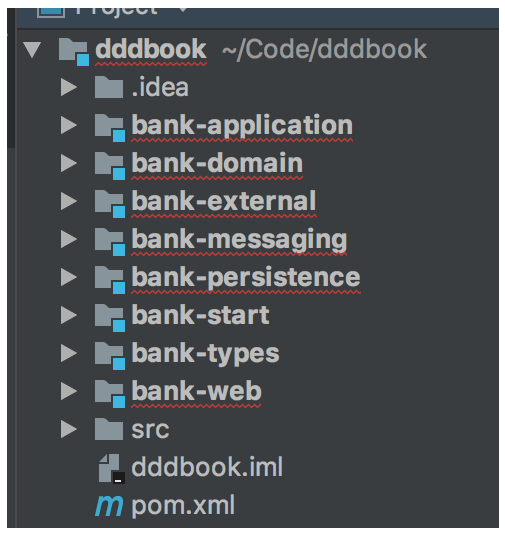 Project
dddbook ~/Code/dddbook
.idea
bank-application
bank-domain
bank-external
bank-messaging
bank-persistence
bank-start
bank-types
bank-web
src
dddbook.iml
pom.xml